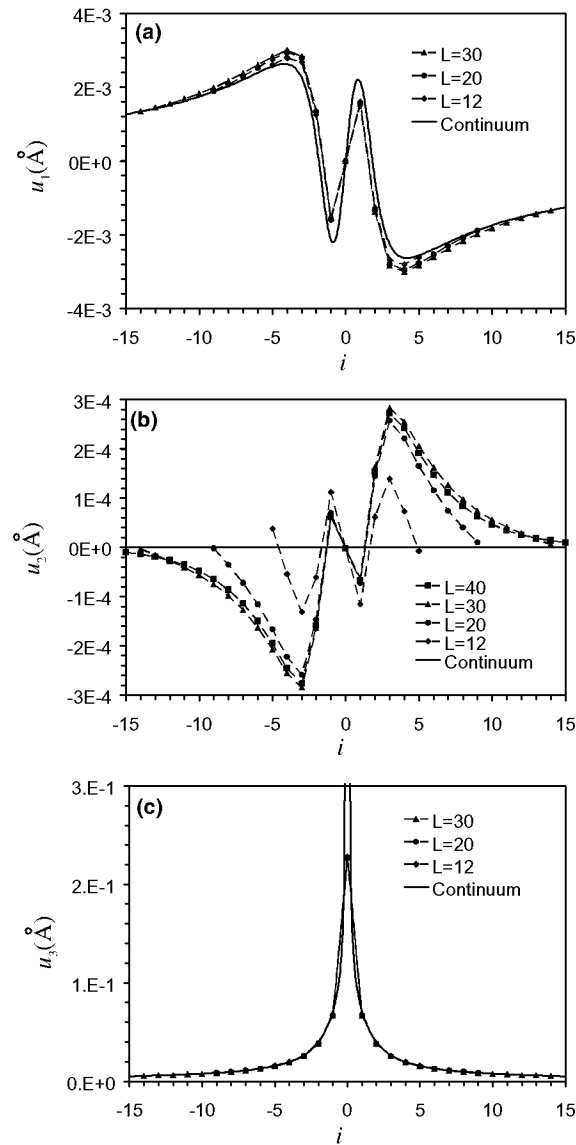 (a)
4E-3
2E-3
0E+0
-2E-3
-4E-3
u₁(Å)
L=30
L=20
L=12
Continuum
-15 -10 -5 0 5 10 15
i
(b)
3E-4
2E-4
1E-4
0E+0
-1E-4
-2E-4
-3E-4
u₂(Å)
L=40
L=30
L=20
L=12
Continuum
-15 -10 -5 0 5 10 15
i
(c)
3.E-1
2.E-1
1.E-1
0.E+0
u₃(Å)
L=30
L=20
L=12
Continuum
-15 -10 -5 0 5 10 15
i